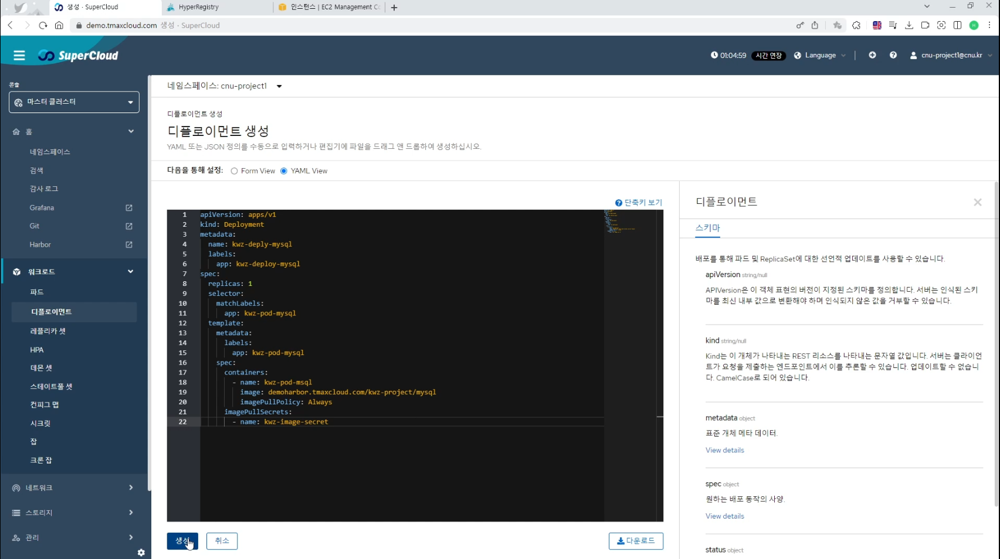 생성 · SuperCloud
HyperRegistry
인스턴스 | EC2 Management Co
demo.tmaxcloud.com 생성 · SuperCloud
SuperCloud
01:04:59
시간 연장
Language
cnu-project1@cnu.kr
콘솔
마스터 클러스터
홈
네임스페이스
검색
감사 로그
Grafana
Git
Harbor
워크로드
파드
디플로이먼트
레플리카 셋
HPA
데몬 셋
스테이트풀 셋
컨피그 맵
시크릿
잡
크론 잡
네트워크
스토리지
관리
네임스페이스: cnu-project1
디플로이먼트 생성
디플로이먼트 생성
YAML 또는 JSON 정의를 수동으로 입력하거나 편집기에 파일을 드래그 앤 드롭하여 생성하십시오.
다음을 통해 설정: Form View YAML View
단축키 보기
1 apiVersion: apps/v1
2 kind: Deployment
3 metadata:
4 name: kwz-deply-mysql
5 labels:
6 app: kwz-deploy-mysql
7 spec:
8 replicas: 1
9 selector:
10 matchLabels:
11 app: kwz-pod-mysql
12 template:
13 metadata:
14 labels:
15 app: kwz-pod-mysql
16 spec:
17 containers:
18 - name: kwz-pod-msql
19 image: demoharbor.tmaxcloud.com/kwz-project/mysql
20 imagePullPolicy: Always
21 imagePullSecrets:
22 - name: kwz-image-secret
생성
취소
다운로드
디플로이먼트
스키마
배포를 통해 파드 및 ReplicaSet에 대한 선언적 업데이트를 사용할 수 있습니다.
apiVersion string/null
APIVersion은 이 객체 표현의 버전이 지정된 스키마를 정의합니다. 서버는 인식된 스키
마를 최신 내부 값으로 변환해야 하며 인식되지 않은 값을 거부할 수 있습니다.
kind string/null
Kind는 이 개체가 나타내는 REST 리소스를 나타내는 문자열 값입니다. 서버는 클라이언
트가 요청을 제출하는 엔드포인트에서 이를 추론할 수 있습니다. 업데이트할 수 없습니
다. CamelCase로 되어 있습니다.
metadata object
표준 개체 메타 데이터.
View details
spec object
원하는 배포 동작의 사양.
View details
status object